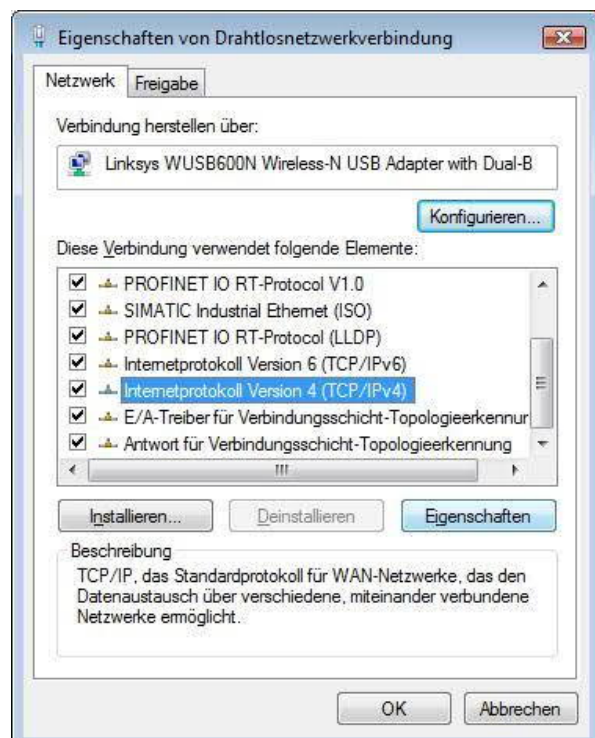 Eigenschaften von Drahtlosnetzwerkverbindung
Netzwerk
Freigabe
Verbindung herstellen über:
Linksys WUSB600N Wireless-N USB Adapter with Dual-B
Konfigurieren...
Diese Verbindung verwendet folgende Elemente:
PROFINET IO RT-Protocol V1.0
SIMATIC Industrial Ethernet (ISO)
PROFINET IO RT-Protocol (LLDP)
Internetprotokoll Version 6 (TCP/IPv6)
Internetprotokoll Version 4 (TCP/IPv4)
E/A-Treiber für Verbindungsschicht-Topologieerkennur
Antwort für Verbindungsschicht-Topologieerkennung
Installieren...
Deinstallieren
Eigenschaften
Beschreibung
TCP/IP, das Standardprotokoll für WAN-Netzwerke, das den
Datenaustausch über verschiedene, miteinander verbundene
Netzwerke ermöglicht.
OK
Abbrechen